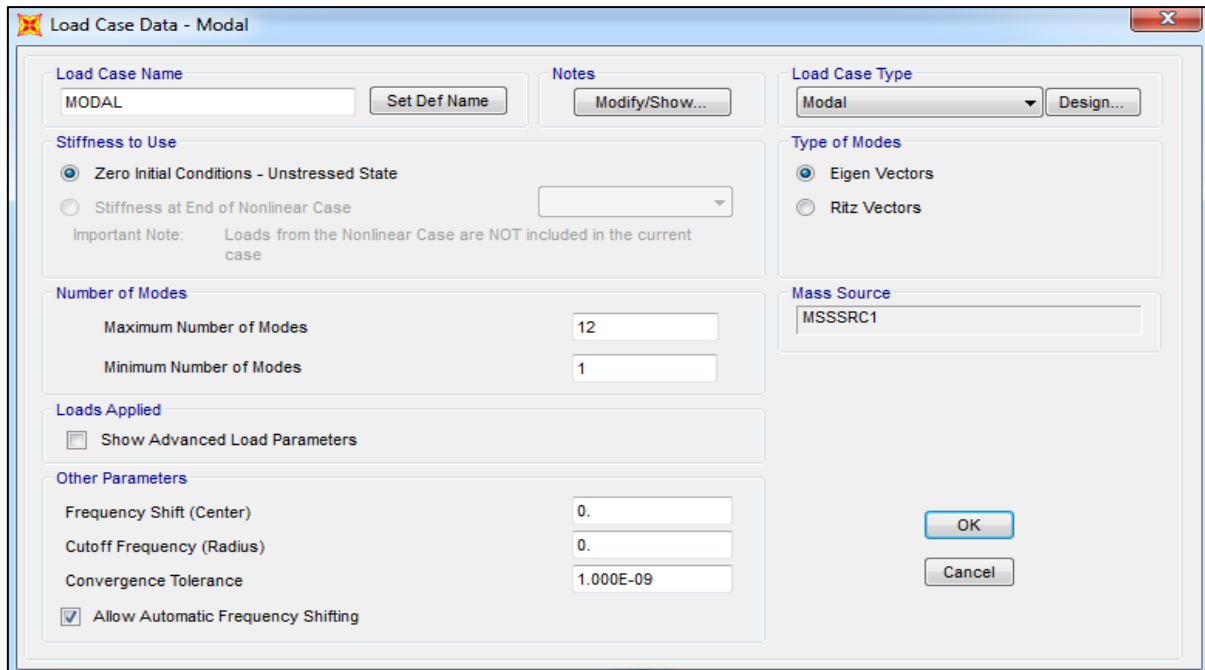 Load Case Data - Modal
Load Case Name
MODAL
Set Def Name
Notes
Modify/Show...
Load Case Type
Modal
Design...
Stiffness to Use
Zero Initial Conditions - Unstressed State
Stiffness at End of Nonlinear Case
Important Note: Loads from the Nonlinear Case are NOT included in the current
case
Type of Modes
Eigen Vectors
Ritz Vectors
Number of Modes
Maximum Number of Modes 12
Minimum Number of Modes 1
Mass Source
MSSSRC1
Loads Applied
Show Advanced Load Parameters
Other Parameters
Frequency Shift (Center) 0.
Cutoff Frequency (Radius) 0.
Convergence Tolerance 1.000E-09
Allow Automatic Frequency Shifting
OK
Cancel